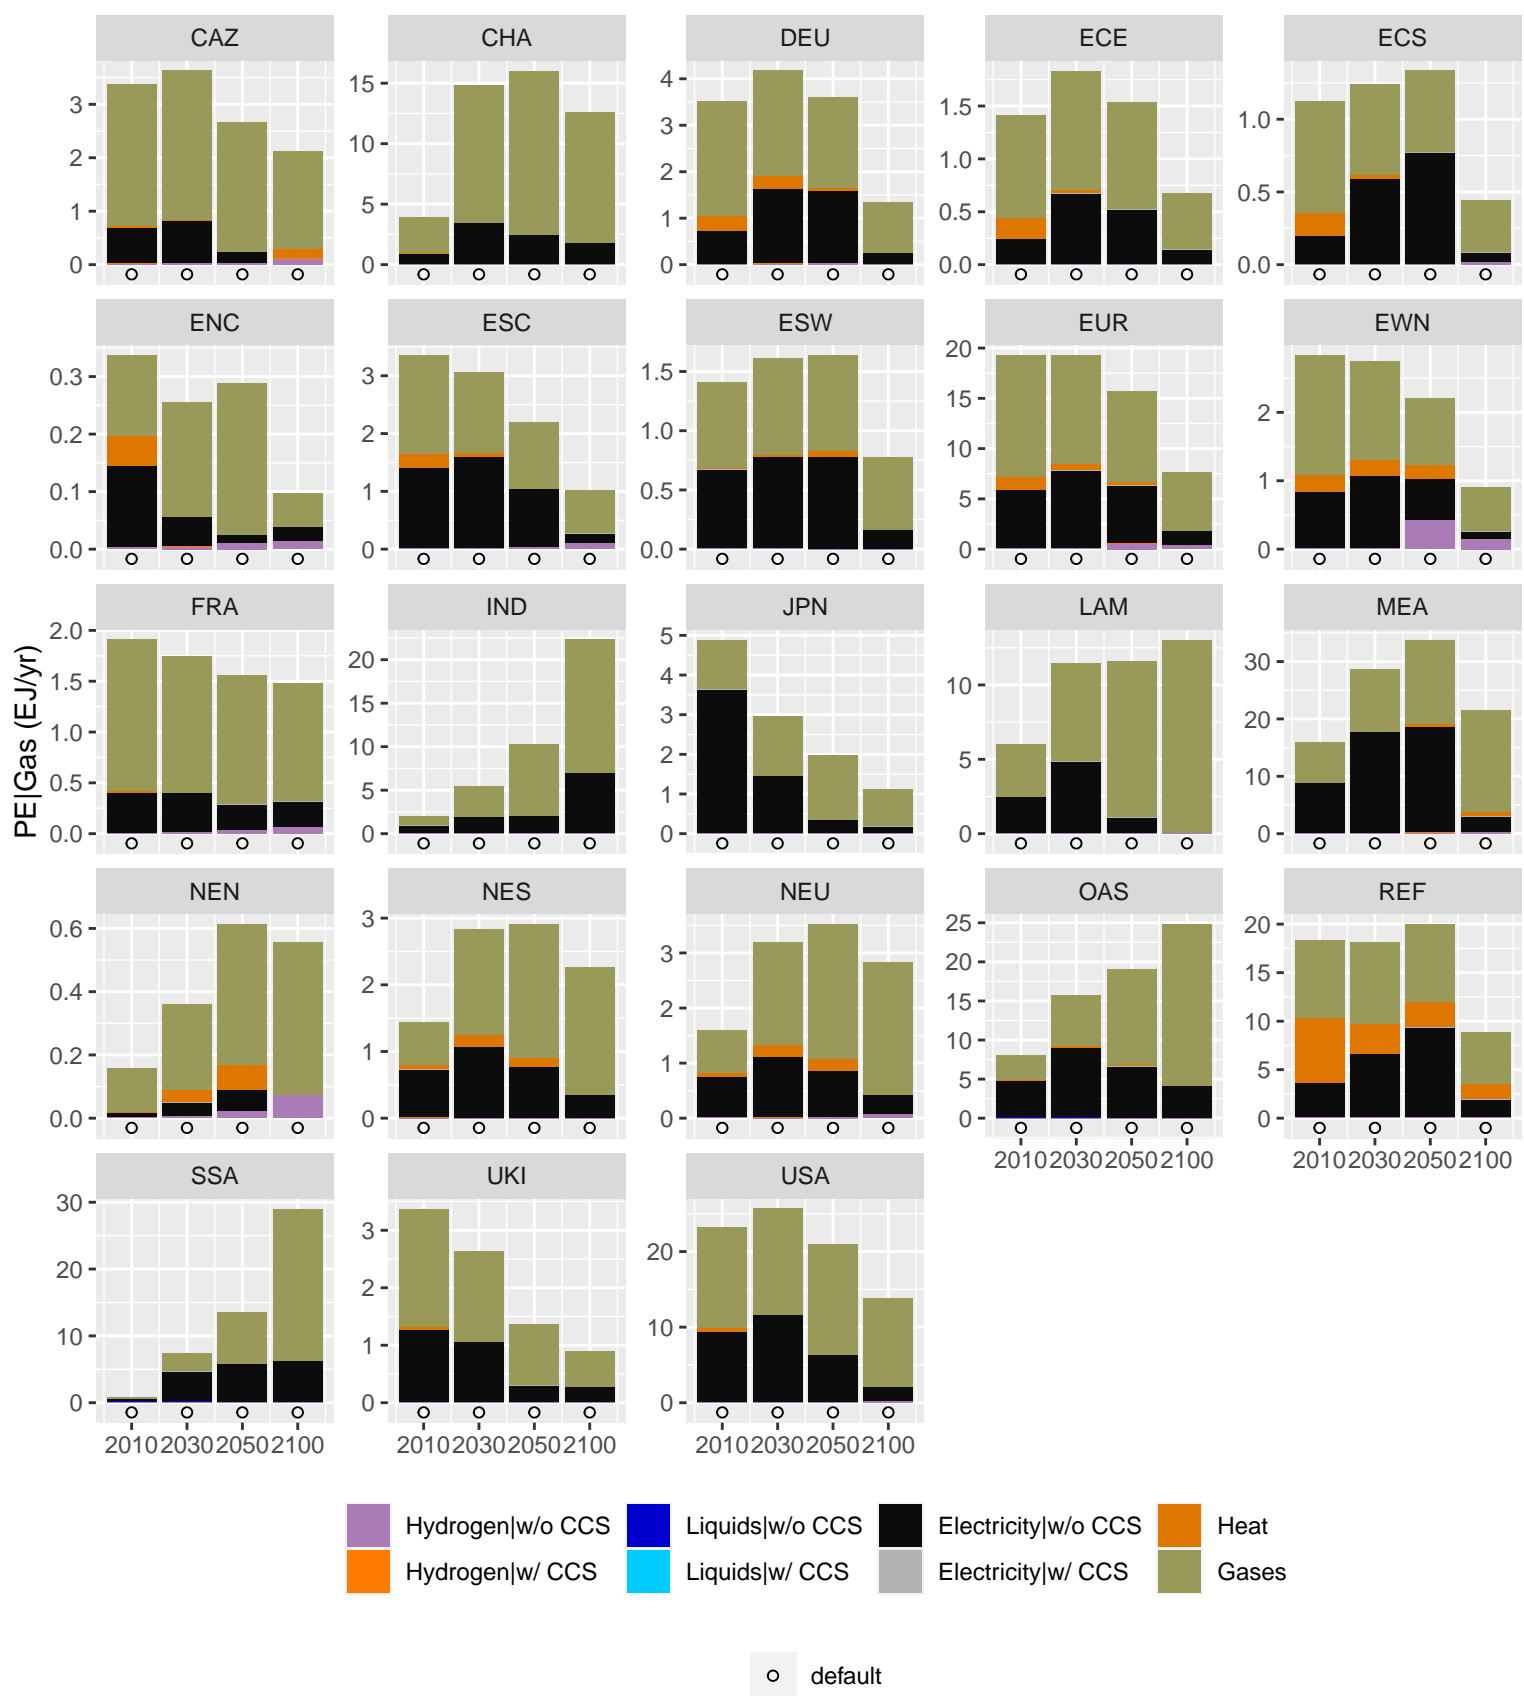 CAZ CHA DEU ECE ECS
3 15 4 1.5 1.0
2 10 3 1.0 0.5
1 5 2 0.5 0.0
0 0 1 0.0
0
ENC ESC ESW EUR EWN
0.3 3 1.5 20 2
0.2 2 1.0 15 1
0.1 1 0.5 10 0
0.0 0 0.0 5
0
PE|Gas (EJ/yr)
FRA IND JPN LAM MEA
2.0 20 5 10 30
1.5 15 4 5 20
1.0 10 3 0 10
0.5 5 2 0
0.0 0 1
0
NEN NES NEU OAS REF
0.6 3 3 25 20
0.4 2 2 20 15
0.2 1 1 15 10
0.0 0 0 10 5
5 0
0
2010 2030 2050 2100 2010 2030 2050 2100
SSA UKI USA
30 3 20
20 2 10
10 1 0
0 0
2010 2030 2050 2100 2010 2030 2050 2100 2010 2030 2050 2100
Hydrogen|w/o CCS Liquids|w/o CCS Electricity|w/o CCS Heat
Hydrogen|w/ CCS Liquids|w/ CCS Electricity|w/ CCS Gases
default